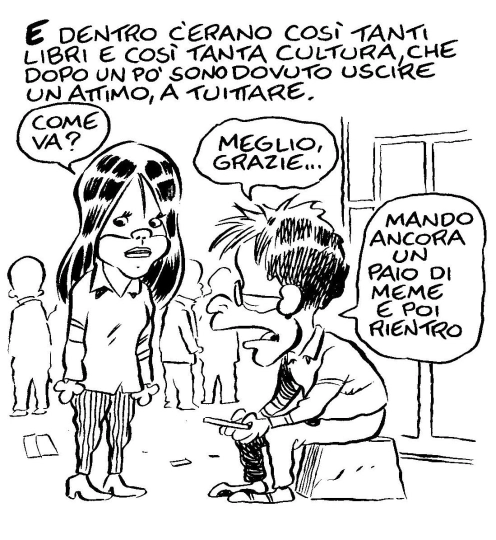 E DENTRO C'ERANO COSÌ TANTI
LIBRI E COSÌ TANTA CULTURA, CHE
DOPO UN PO' SONO DOVUTO USCIRE
UN ATTIMO, A TUITTARE.
COME
VA?
MEGLIO,
GRAZIE...
MANDO
ANCORA
UN
PAIO DI
MEME
E POI
RIENTRO